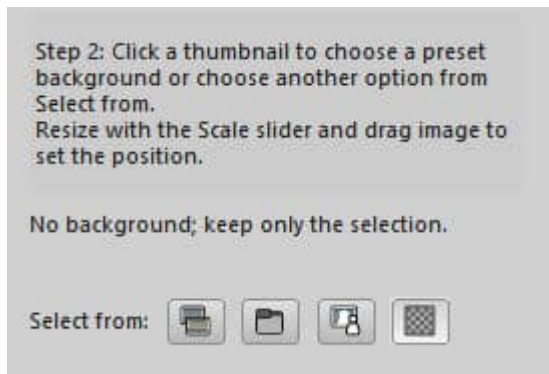 Step 2: Click a thumbnail to choose a preset
background or choose another option from
Select from.
Resize with the Scale slider and drag image to
set the position.
No background; keep only the selection.
Select from: